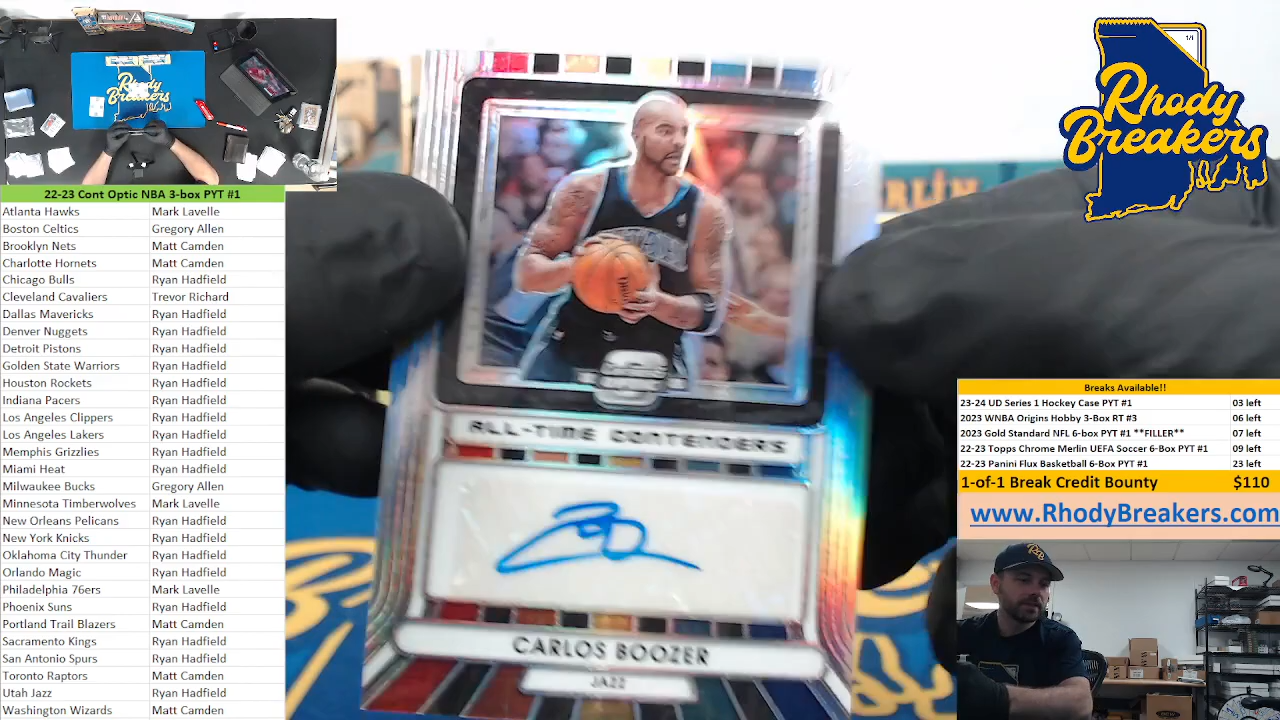 22-23 Cont Optic NBA 3-box PYT #1
Atlanta Hawks Mark Lavelle
Boston Celtics Gregory Allen
Brooklyn Nets Matt Camden
Charlotte Hornets Matt Camden
Chicago Bulls Ryan Hadfield
Cleveland Cavaliers Trevor Richard
Dallas Mavericks Ryan Hadfield
Denver Nuggets Ryan Hadfield
Detroit Pistons Ryan Hadfield
Golden State Warriors Ryan Hadfield
Houston Rockets Ryan Hadfield
Indiana Pacers Ryan Hadfield
Los Angeles Clippers Ryan Hadfield
Los Angeles Lakers Ryan Hadfield
Memphis Grizzlies Ryan Hadfield
Miami Heat Ryan Hadfield
Milwaukee Bucks Gregory Allen
Minnesota Timberwolves Mark Lavelle
New Orleans Pelicans Ryan Hadfield
New York Knicks Ryan Hadfield
Oklahoma City Thunder Ryan Hadfield
Orlando Magic Ryan Hadfield
Philadelphia 76ers Mark Lavelle
Phoenix Suns Ryan Hadfield
Portland Trail Blazers Matt Camden
Sacramento Kings Ryan Hadfield
San Antonio Spurs Ryan Hadfield
Toronto Raptors Matt Camden
Utah Jazz Ryan Hadfield
Washington Wizards Matt Camden
Rhody
Breakers
ALL-TIME CONTENDERS
CARLOS BOOZER
JAZZ
1/1
Rhody
Breakers
Breaks Available!!
23-24 UD Series 1 Hockey Case PYT #1 03 left
2023 WNBA Origins Hobby 3-Box RT #3 06 left
2023 Gold Standard NFL 6-box PYT #1 **FILLER** 07 left
22-23 Topps Chrome Merlin UEFA Soccer 6-Box PYT #1 09 left
22-23 Panini Flux Basketball 6-Box PYT #1 23 left
1-of-1 Break Credit Bounty $110
www.RhodyBreakers.com